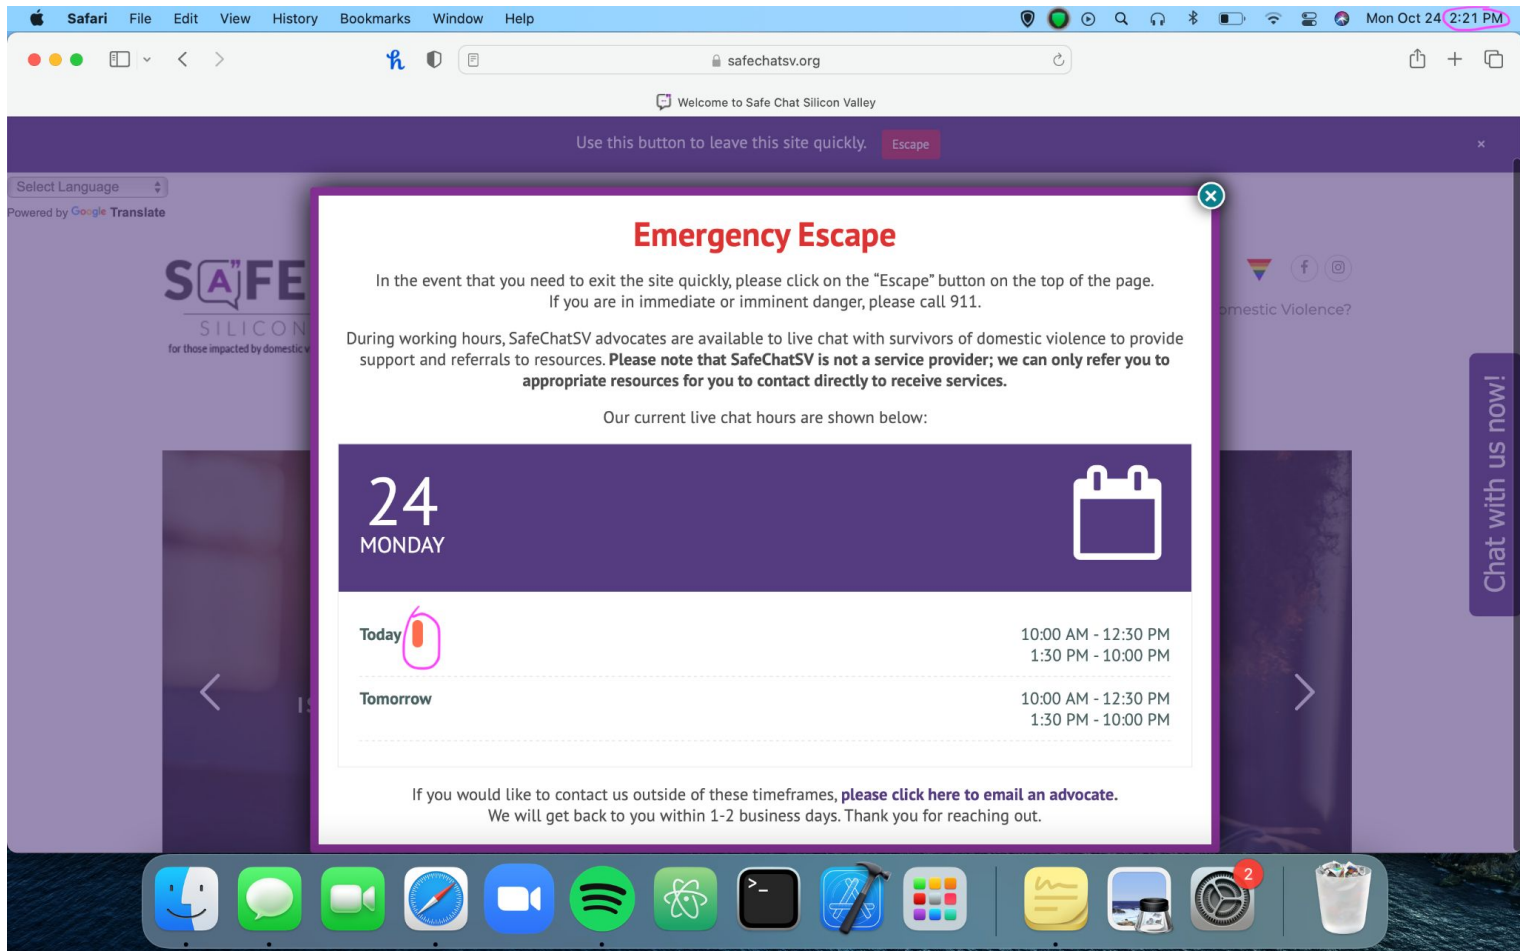 Safari File Edit View History Bookmarks Window Help Mon Oct 24 2:21 PM
safechatsv.org
Welcome to Safe Chat Silicon Valley
Use this button to leave this site quickly. Escape
Select Language
Powered by Google Translate
Emergency Escape
In the event that you need to exit the site quickly, please click on the “Escape” button on the top of the page.
If you are in immediate or imminent danger, please call 911.
During working hours, SafeChatSV advocates are available to live chat with survivors of domestic violence to provide
support and referrals to resources. Please note that SafeChatSV is not a service provider; we can only refer you to
appropriate resources for you to contact directly to receive services.
Our current live chat hours are shown below:
24
MONDAY
Today 10:00 AM - 12:30 PM
1:30 PM - 10:00 PM
Tomorrow 10:00 AM - 12:30 PM
1:30 PM - 10:00 PM
If you would like to contact us outside of these timeframes, please click here to email an advocate.
We will get back to you within 1-2 business days. Thank you for reaching out.
SAFE
SILICON
for those impacted by domestic
Violence?
Chat with us now!
2